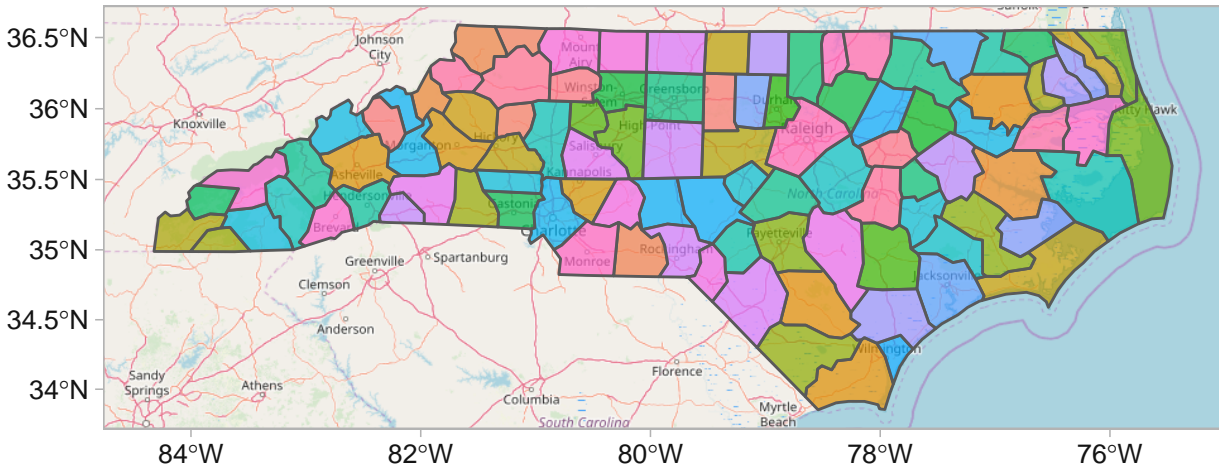 36.5°N
36°N
35.5°N
35°N
34.5°N
34°N
Johnson
City
Knoxville
Mount
Airy
Winston-
Salem
Greensboro
Durham
High Point
Raleigh
Hickory
Morganton
Salisbury
Kannapolis
Asheville
Hendersonville
Brevard
Gastonia
Charlotte
North Carolina
Fayetteville
Monroe
Rockingham
Jacksonville
Wilmington
Kitty Hawk
Greenville
Spartanburg
Clemson
Anderson
Sandy
Springs
Athens
Columbia
Florence
Myrtle
Beach
South Carolina
84°W
82°W
80°W
78°W
76°W